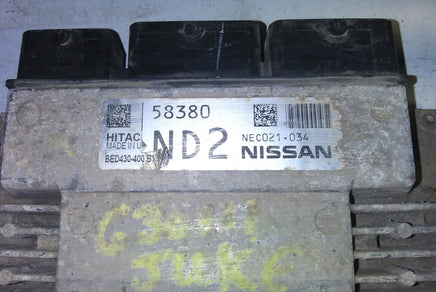 58380
NEC021-034
HITAC
MADE IN U
ND2
NISSAN
BED430-400 B1
JUKE